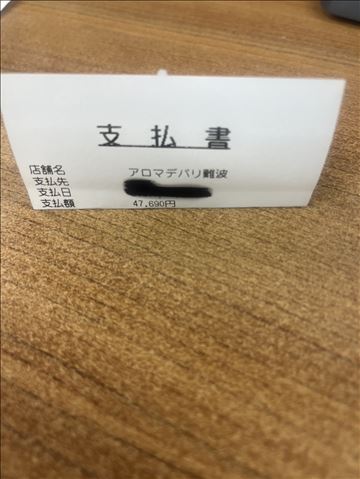 支払書
店舗名 アロマデパリ難波
支払先
支払日
支払額 47,690円